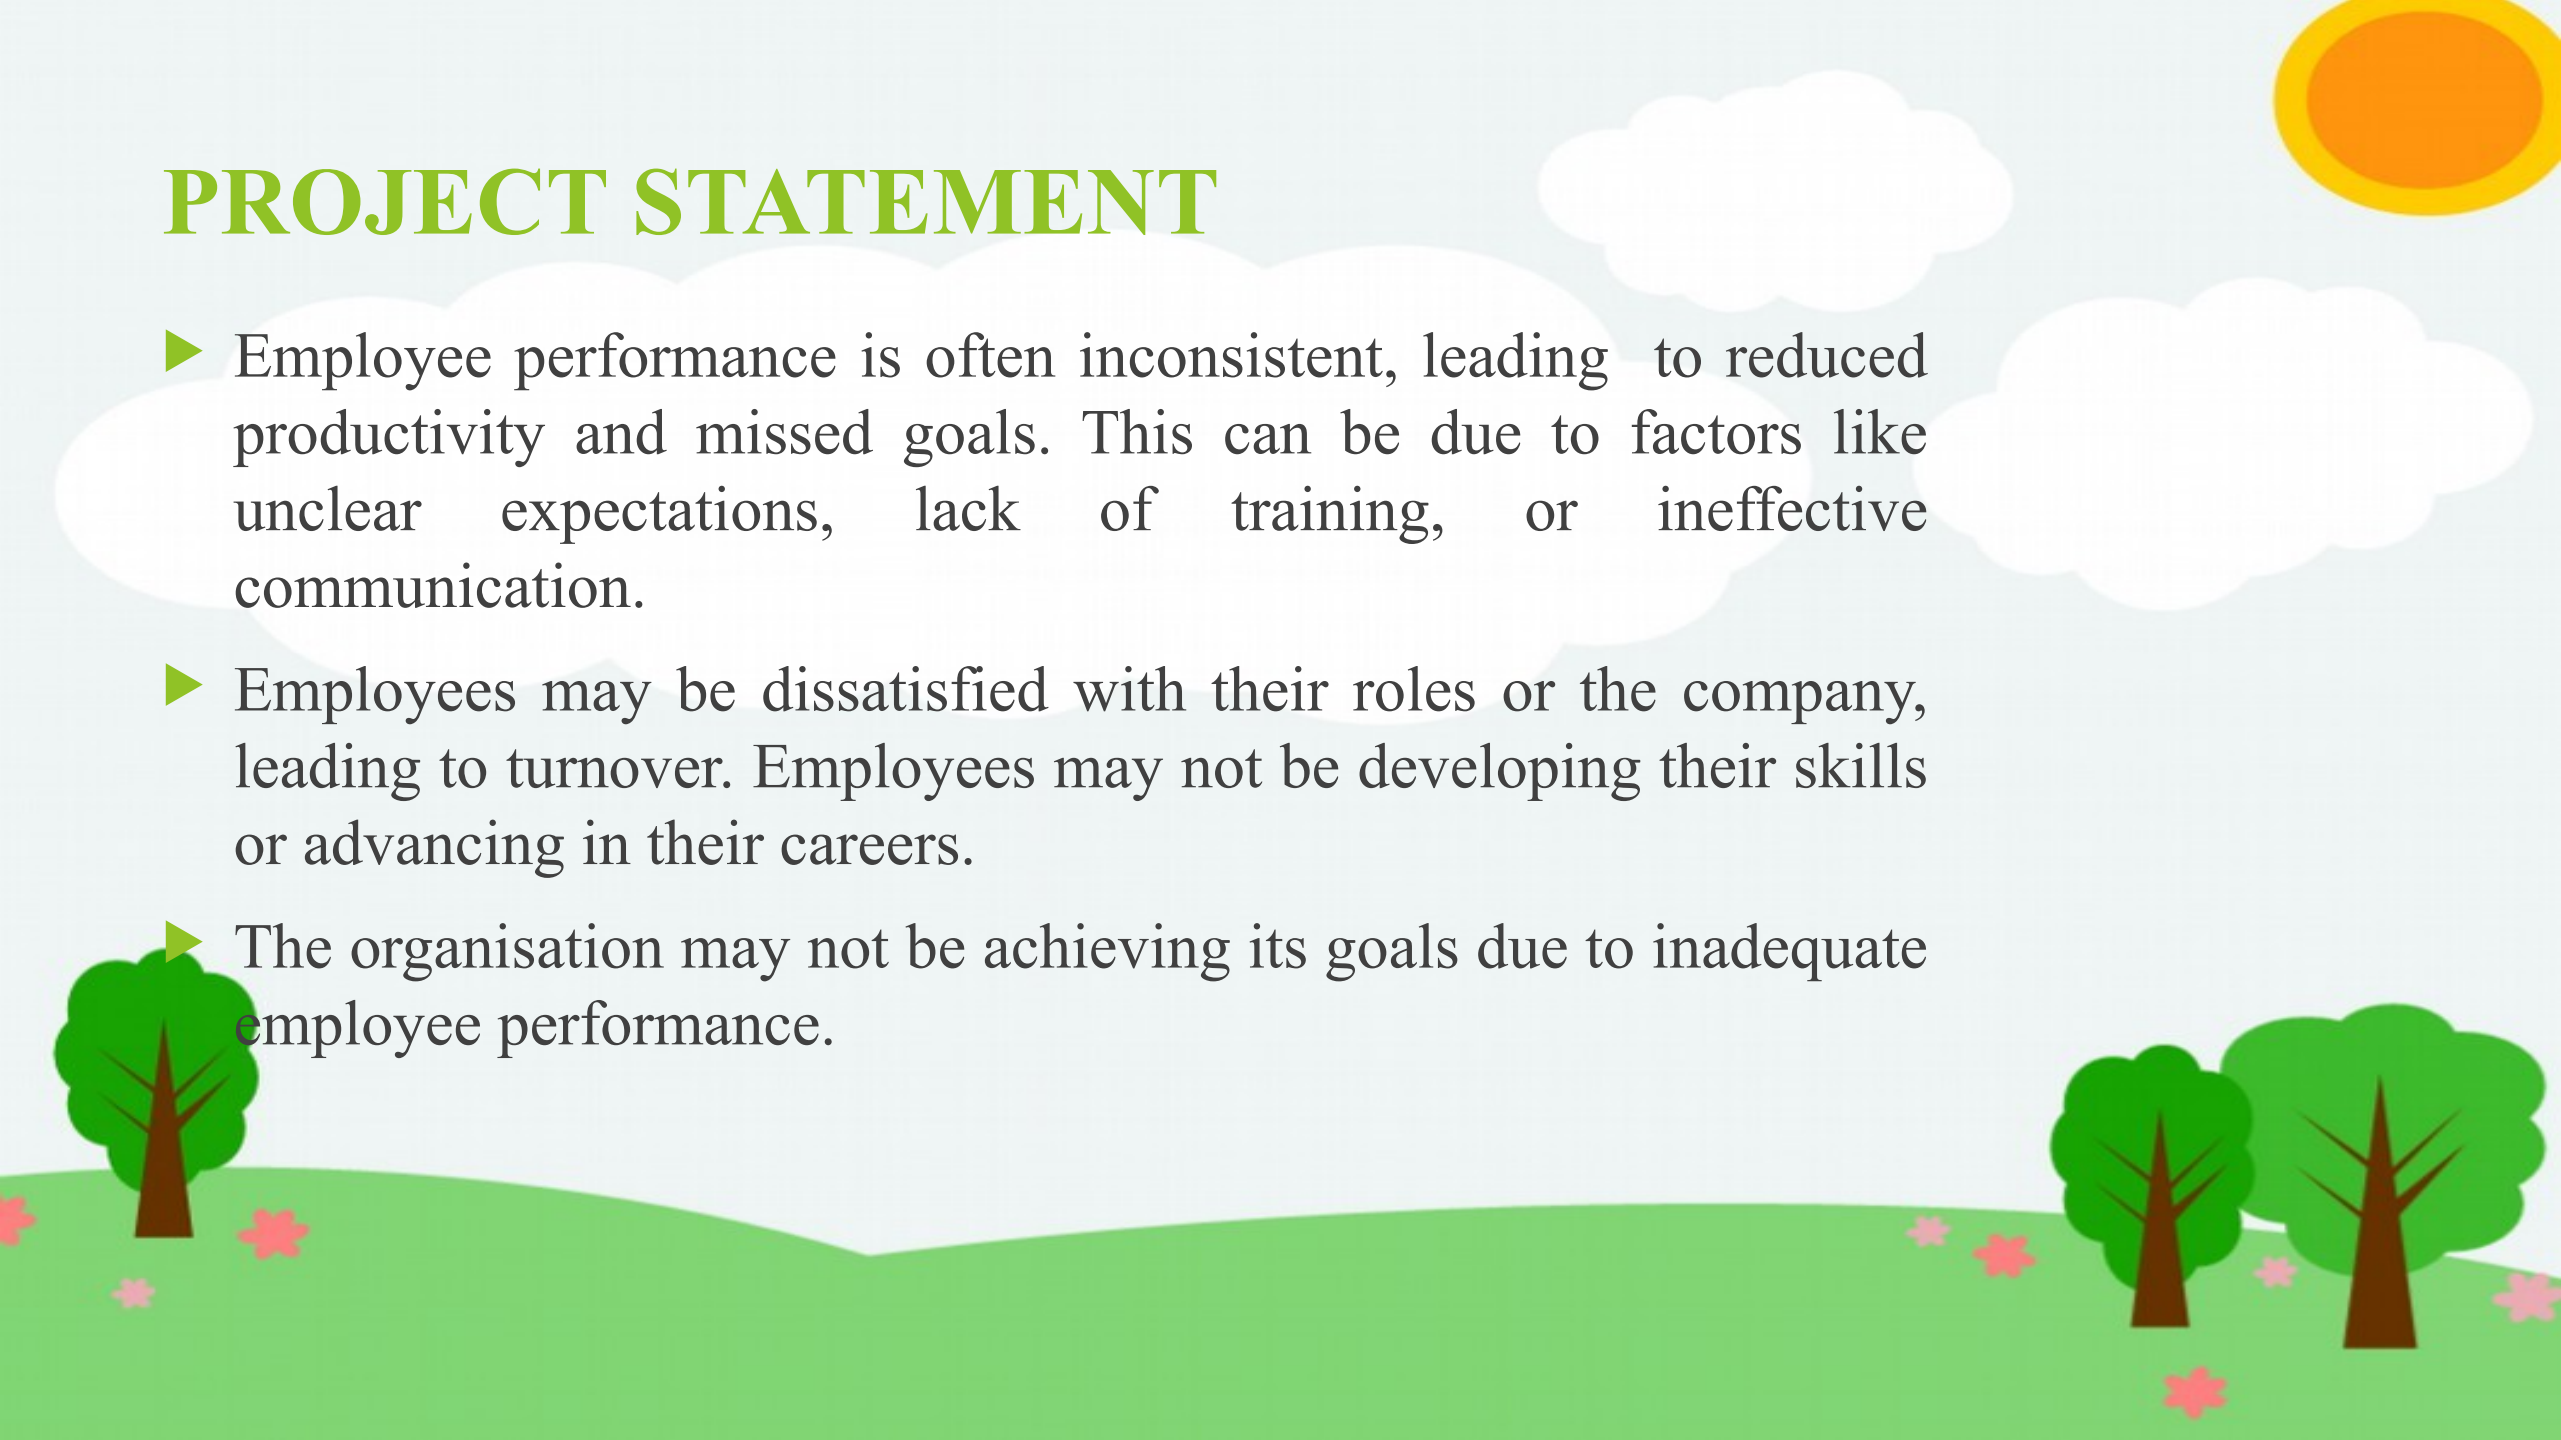 PROJECT STATEMENT
Employee performance is often inconsistent, leading to reduced
productivity and missed goals. This can be due to factors like
unclear expectations, lack of training, or ineffective
communication.
Employees may be dissatisfied with their roles or the company,
leading to turnover. Employees may not be developing their skills
or advancing in their careers.
The organisation may not be achieving its goals due to inadequate
employee performance.